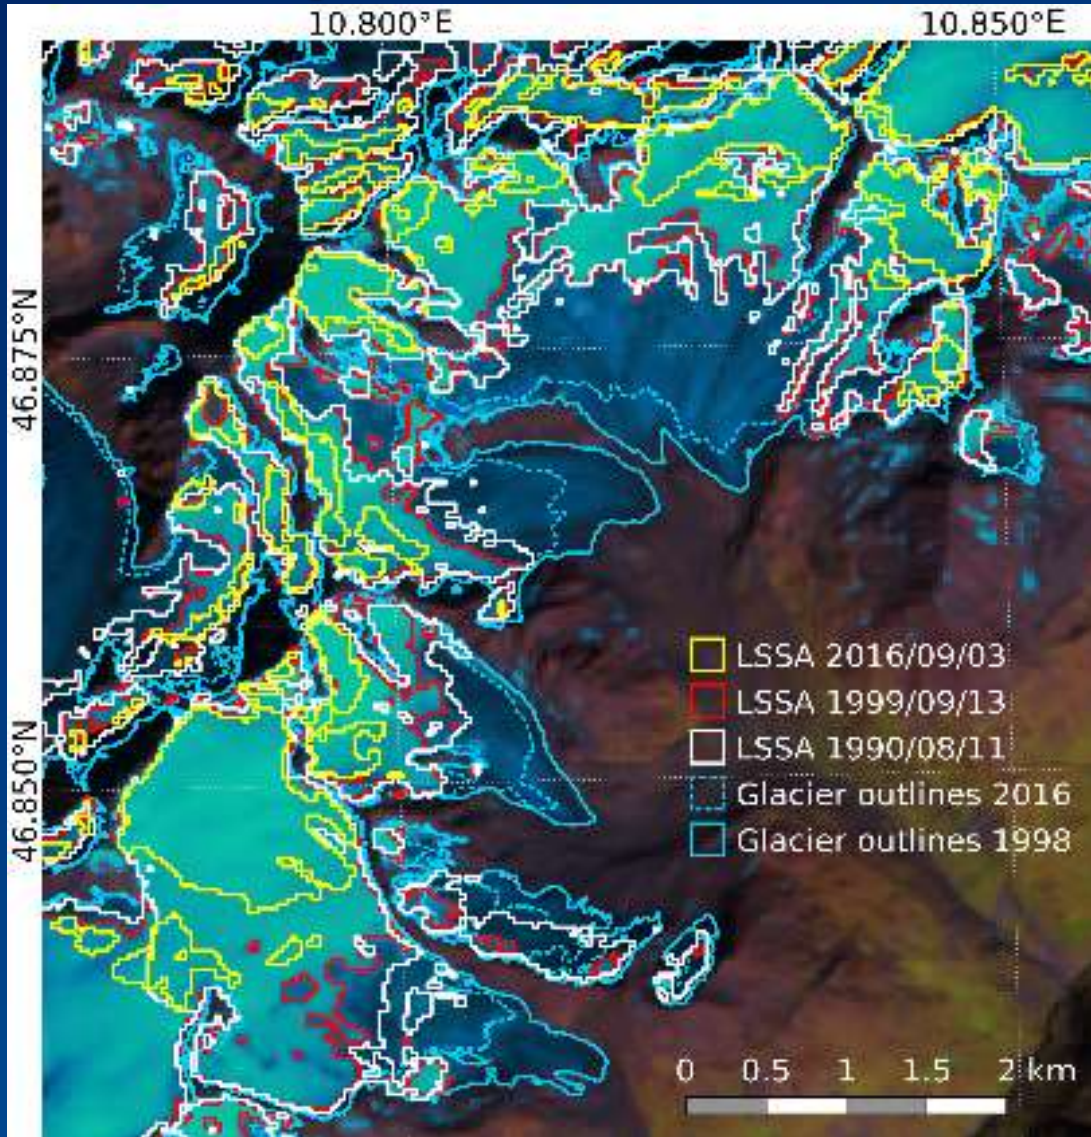 10.800°E
10.850°E
46.875°N
46.850°N
LSSA 2016/09/03
LSSA 1999/09/13
LSSA 1990/08/11
Glacier outlines 2016
Glacier outlines 1998
0 0.5 1 1.5 2 km